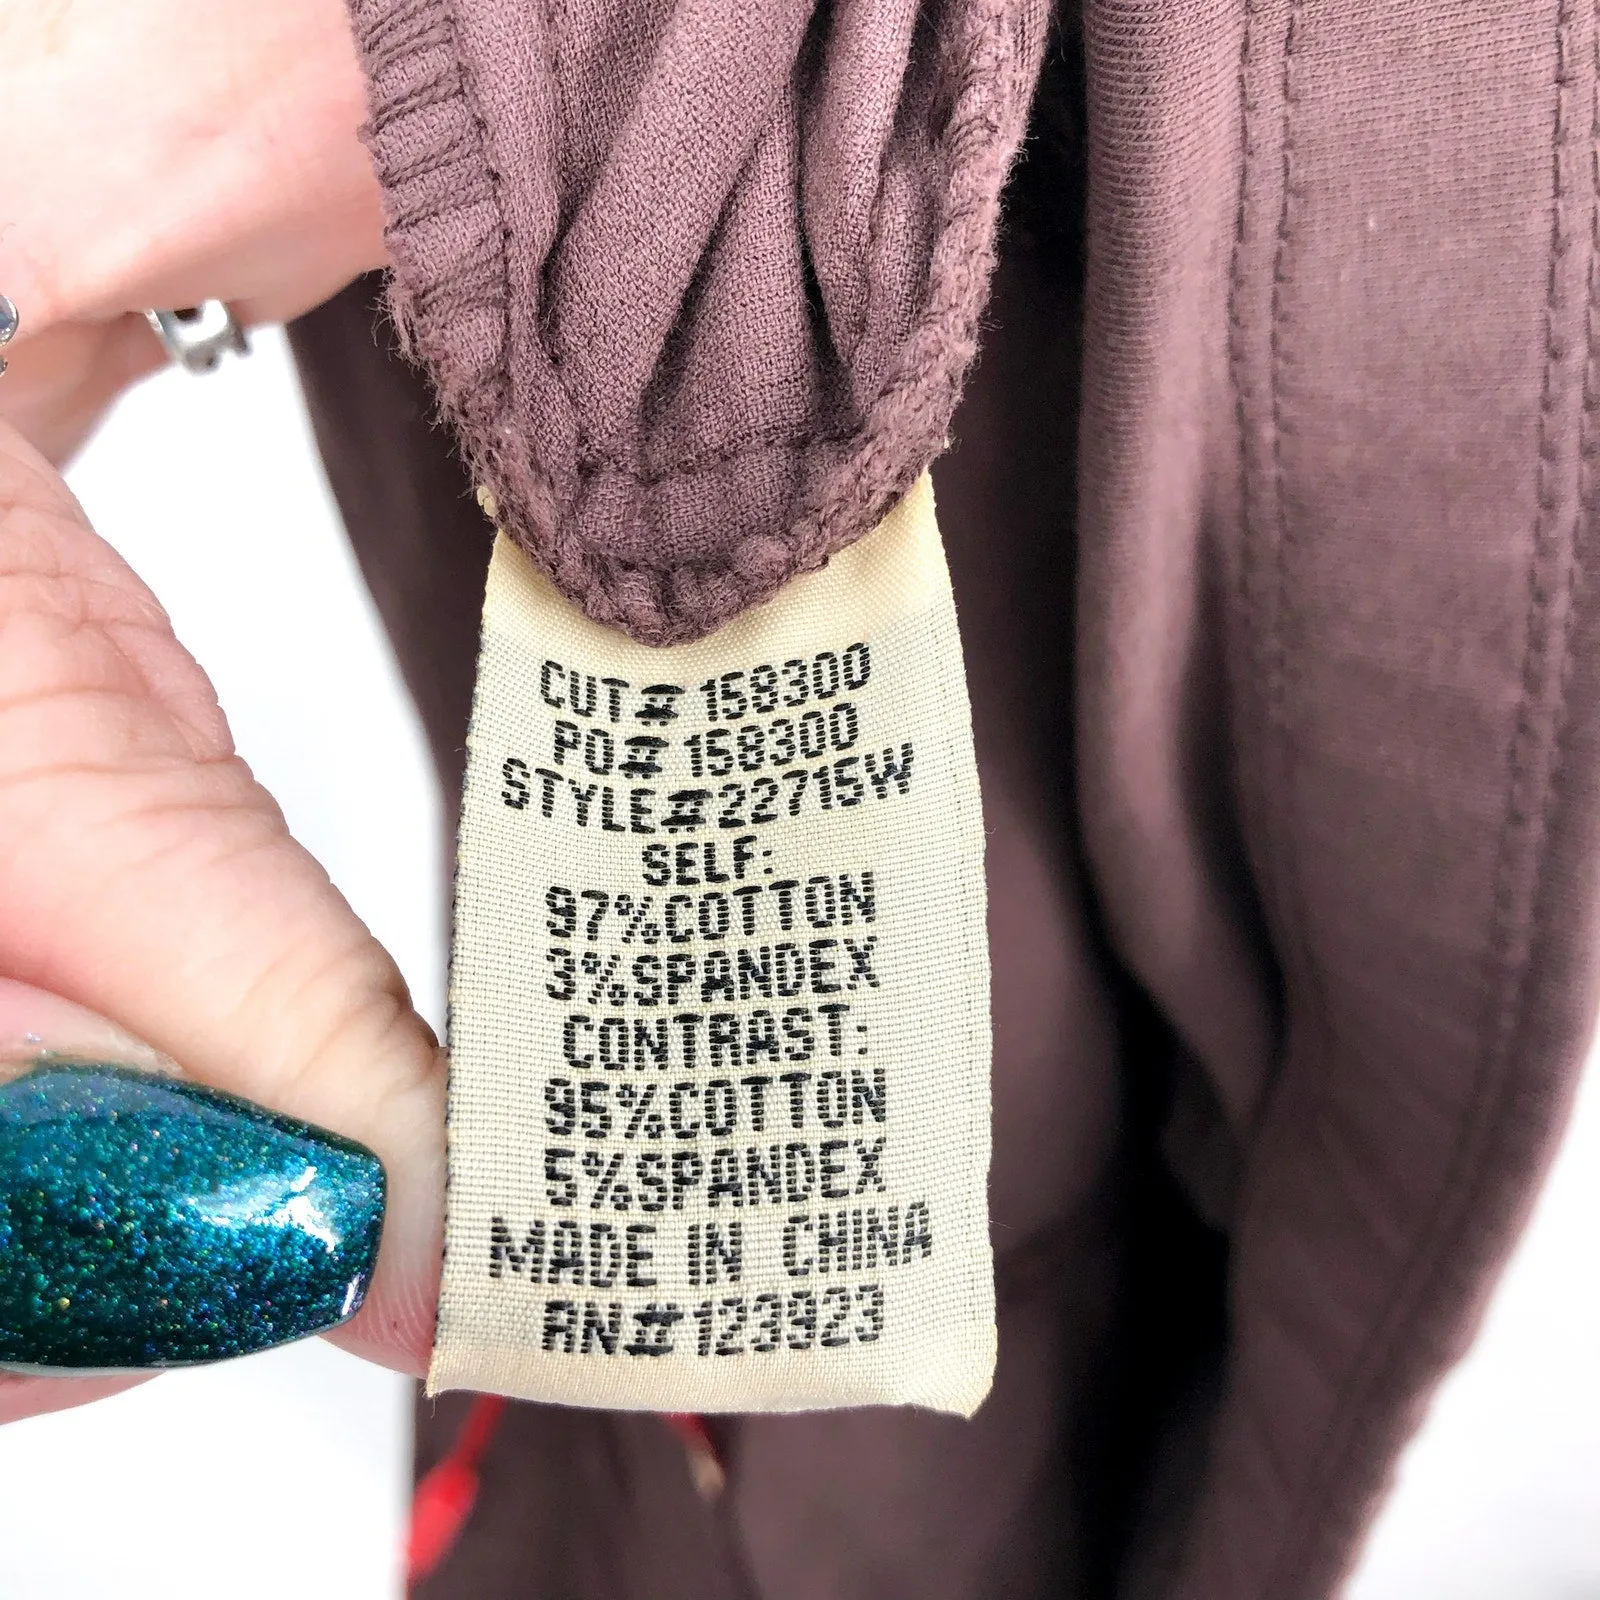 CUT# 158300
PO# 158300
STYLE#22715W
SELF:
97%COTTON
3%SPANDEX
CONTRAST:
95%COTTON
5%SPANDEX
MADE IN CHINA
RN#123923